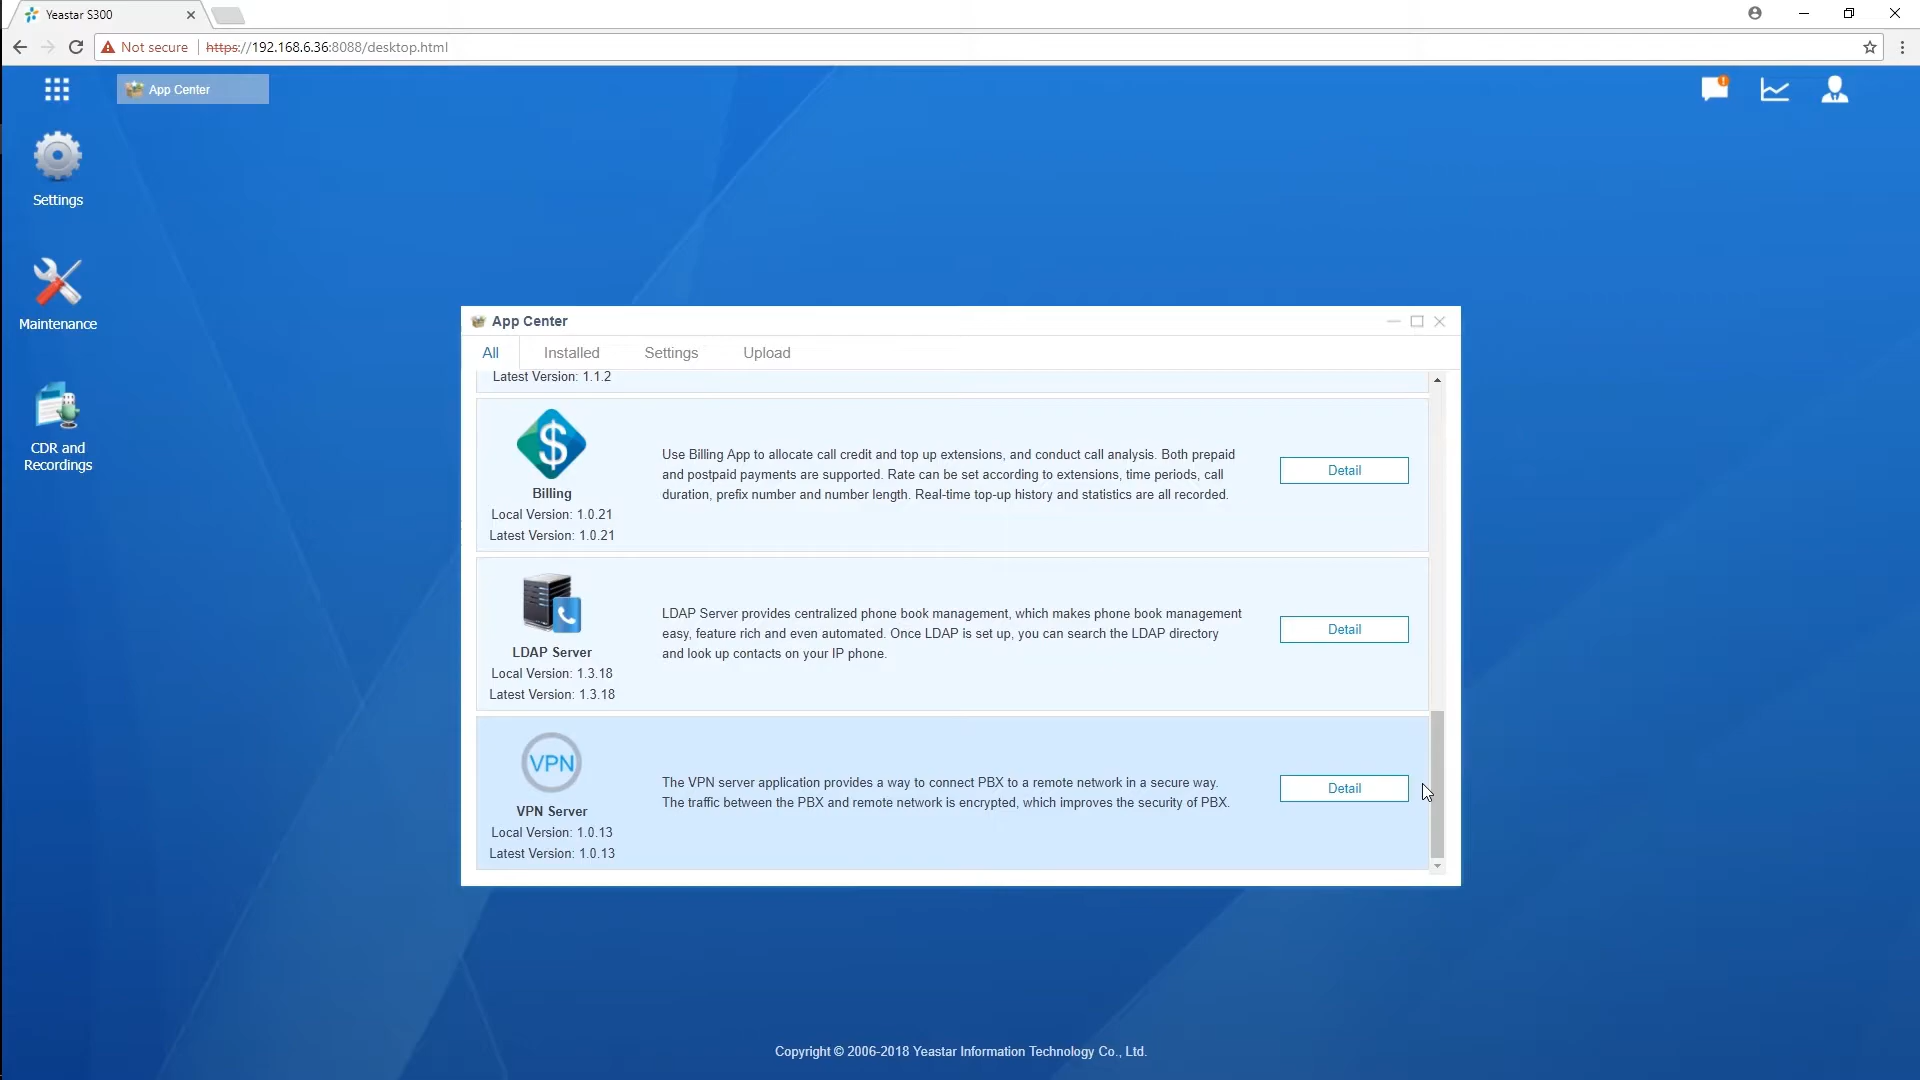 Yeastar S300
Not secure
https://192.168.6.36:8088/desktop.html
App Center
Settings
Maintenance
CDR and
Recordings
App Center
All
Installed
Settings
Upload
Latest Version: 1.1.2
Billing
Local Version: 1.0.21
Latest Version: 1.0.21
Use Billing App to allocate call credit and top up extensions, and conduct call analysis. Both prepaid
and postpaid payments are supported. Rate can be set according to extensions, time periods, call
duration, prefix number and number length. Real-time top-up history and statistics are all recorded.
Detail
LDAP Server
Local Version: 1.3.18
Latest Version: 1.3.18
LDAP Server provides centralized phone book management, which makes phone book management
easy, feature rich and even automated. Once LDAP is set up, you can search the LDAP directory
and look up contacts on your IP phone.
Detail
VPN
VPN Server
Local Version: 1.0.13
Latest Version: 1.0.13
The VPN server application provides a way to connect PBX to a remote network in a secure way.
The traffic between the PBX and remote network is encrypted, which improves the security of PBX.
Detail
Copyright © 2006-2018 Yeastar Information Technology Co., Ltd.